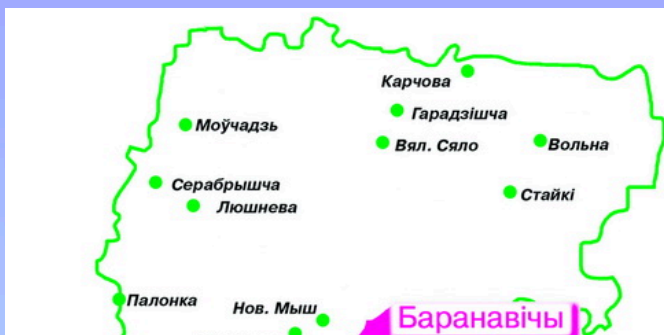 Карчова
Гарадзішча
Моўчадзь
Вял. Сяло
Вольна
Серабрышча
Стайкі
Люшнева
Палонка
Нов. Мыш
Баранавічы